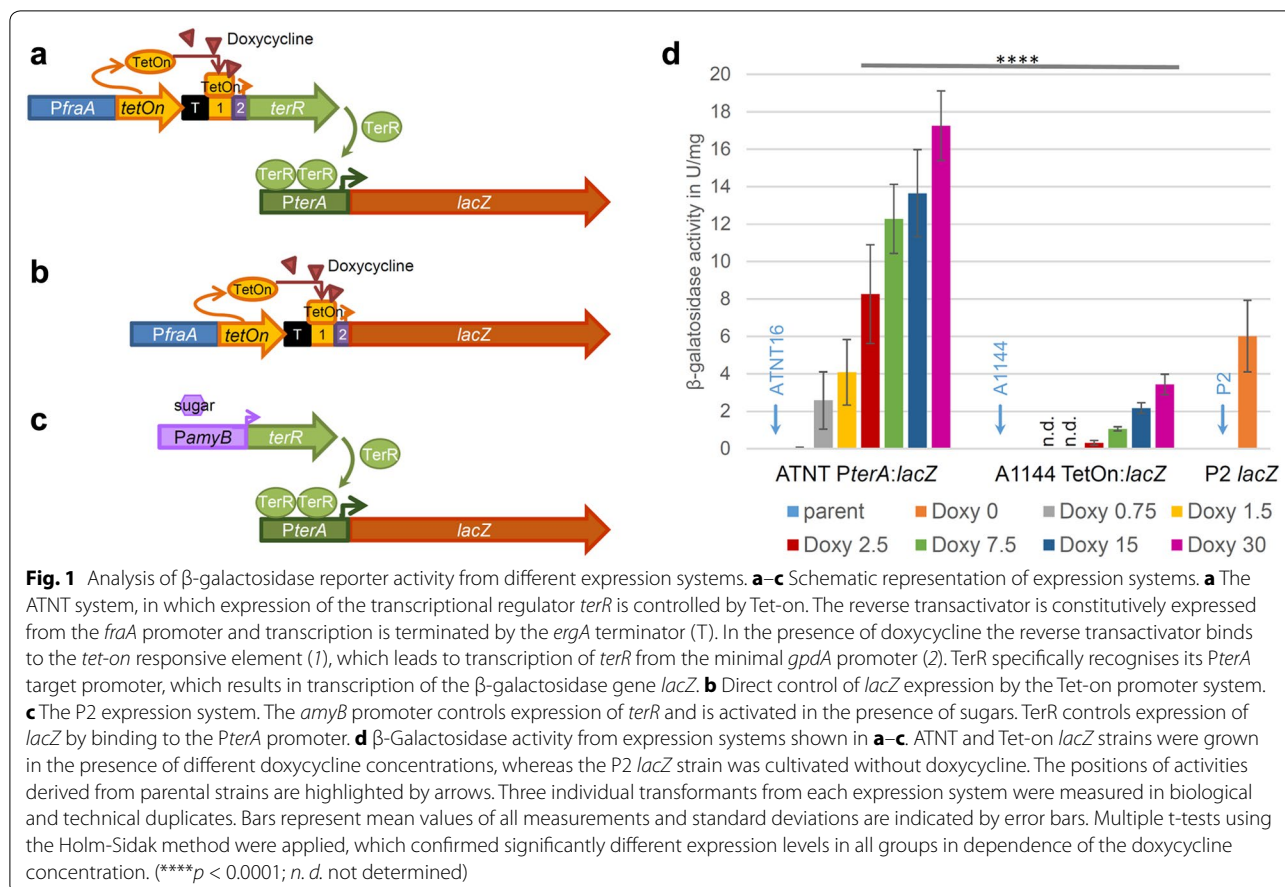 a
Doxycycline
TetOn
TetOn
PfraA tetOn T 1 2 terR
TerR
TerR TerR
PterA lacZ
b
Doxycycline
TetOn
TetOn
PfraA tetOn T 1 2 lacZ
c
sugar
PamyB terR
TerR
TerR TerR
PterA lacZ
d
****
β-galatosidase activity in U/mg
20
18
16
14
12
10
8
6
4
2
0
ATNT16
A1144
n.d.
n.d.
P2
ATNT PterA:lacZ A1144 TetOn:lacZ P2 lacZ
parent Doxy 0 Doxy 0.75 Doxy 1.5
Doxy 2.5 Doxy 7.5 Doxy 15 Doxy 30
Fig. 1 Analysis of β-galactosidase reporter activity from different expression systems. a–c Schematic representation of expression systems. a The
ATNT system, in which expression of the transcriptional regulator terR is controlled by Tet-on. The reverse transactivator is constitutively expressed
from the fraA promoter and transcription is terminated by the ergA terminator (T). In the presence of doxycycline the reverse transactivator binds
to the tet-on responsive element (1), which leads to transcription of terR from the minimal gpdA promoter (2). TerR specifically recognises its PterA
target promoter, which results in transcription of the β-galactosidase gene lacZ. b Direct control of lacZ expression by the Tet-on promoter system.
c The P2 expression system. The amyB promoter controls expression of terR and is activated in the presence of sugars. TerR controls expression of
lacZ by binding to the PterA promoter. d β-Galactosidase activity from expression systems shown in a–c. ATNT and Tet-on lacZ strains were grown
in the presence of different doxycycline concentrations, whereas the P2 lacZ strain was cultivated without doxycycline. The positions of activities
derived from parental strains are highlighted by arrows. Three individual transformants from each expression system were measured in biological
and technical duplicates. Bars represent mean values of all measurements and standard deviations are indicated by error bars. Multiple t-tests using
the Holm-Sidak method were applied, which confirmed significantly different expression levels in all groups in dependence of the doxycycline
concentration. (****p < 0.0001; n. d. not determined)